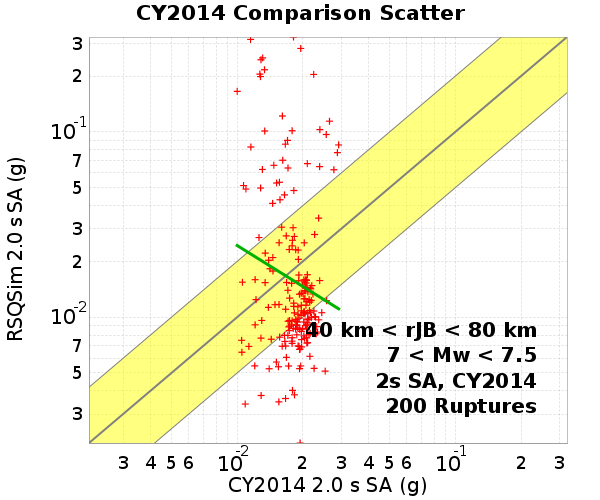 CY2014 Comparison Scatter
RSQSim 2.0 s SA (g)
3
2
10-1
7
5
3
2
10-2
7
5
3
40 km < rJB < 80 km
7 < Mw < 7.5
2s SA, CY2014
200 Ruptures
3 4 5 6 10-2 2 3 4 5 6 10-1 2 3
CY2014 2.0 s SA (g)